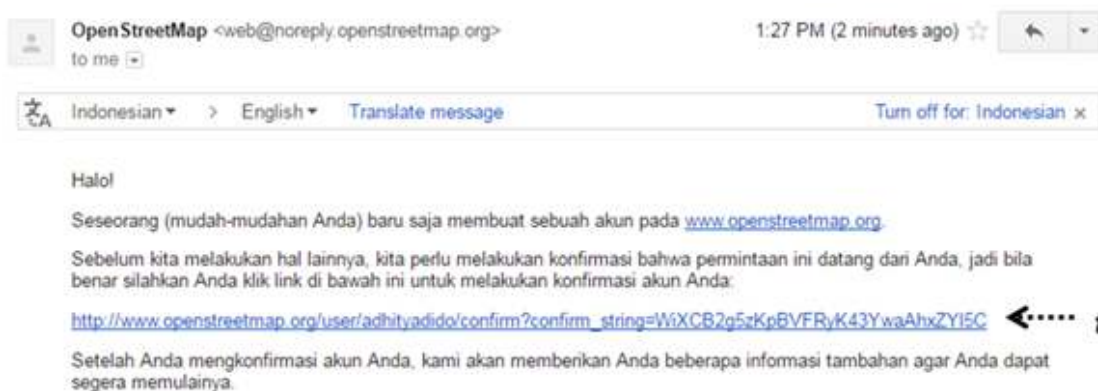 OpenStreetMap <web@noreply.openstreetmap.org>
1:27 PM (2 minutes ago)
to me
Indonesian > English Translate message
Turn off for: Indonesian x
Halo!
Seseorang (mudah-mudahan Anda) baru saja membuat sebuah akun pada www.openstreetmap.org.
Sebelum kita melakukan hal lainnya, kita perlu melakukan konfirmasi bahwa permintaan ini datang dari Anda, jadi bila
benar silahkan Anda klik link di bawah ini untuk melakukan konfirmasi akun Anda:
http://www.openstreetmap.org/user/adhityadido/confirm?confirm_string=WiXCB2g5zKpBVFRyK43YwaAhxZYI5C
Setelah Anda mengkonfirmasi akun Anda, kami akan memberikan Anda beberapa informasi tambahan agar Anda dapat
segera memulainya.